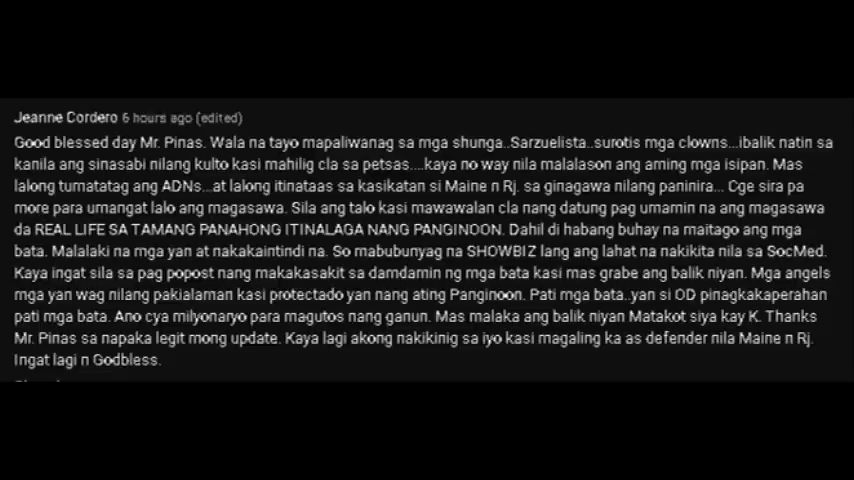 Jeanne Cordero 6 hours ago (edited)
Good blessed day Mr. Pinas. Wala na tayo mapaliwanag sa mga shunga..Sarzuelista..surotis mga clowns...ibalik natin sa
kanila ang sinasabi nilang kulto kasi mahilig cla sa petsas....kaya no way nila malalason ang aming mga isipan. Mas
lalong tumatatag ang ADNs...at lalong itinataas sa kasikatan si Maine n Rj. sa ginagawa nilang paninira... Cge sira pa
more para umangat lalo ang magasawa. Sila ang talo kasi mawawalan cla nang datung pag umamin na ang magasawa
da REAL LIFE SA TAMANG PANAHONG ITINALAGA NANG PANGINOON. Dahil di habang buhay na maitago ang mga
bata. Malalaki na mga yan at nakakaintindi na. So mabubunyag na SHOWBIZ lang ang lahat na nakikita nila sa SocMed.
Kaya ingat sila sa pag popost nang makakasakit sa damdamin ng mga bata kasi mas grabe ang balik niyan. Mga angels
mga yan wag nilang pakialaman kasi protectado yan nang ating Panginoon. Pati mga bata..yan si OD pinagkakaperahan
pati mga bata. Ano cya milyonaryo para magutos nang ganun. Mas malaka ang balik niyan Matakot siya kay K. Thanks
Mr. Pinas sa napaka legit mong update. Kaya lagi akong nakikinig sa iyo kasi magaling ka as defender nila Maine n Rj.
Ingat lagi n Godbless.